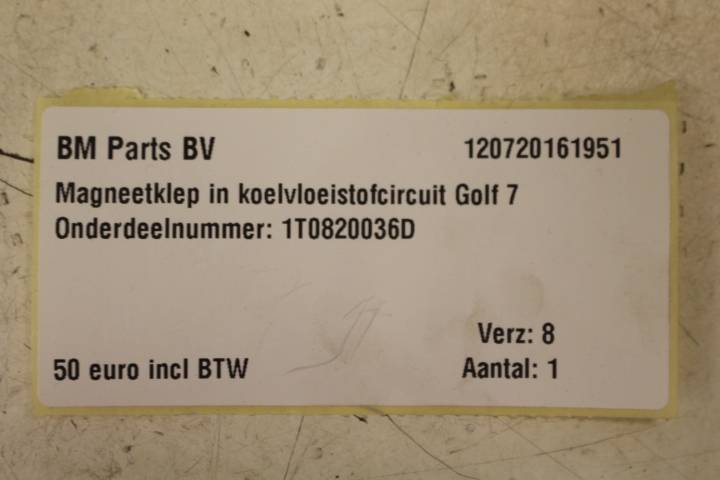 BM Parts BV 120720161951
Magneetklep in koelvloeistofcircuit Golf 7
Onderdeelnummer: 1T0820036D
Verz: 8
50 euro incl BTW Aantal: 1